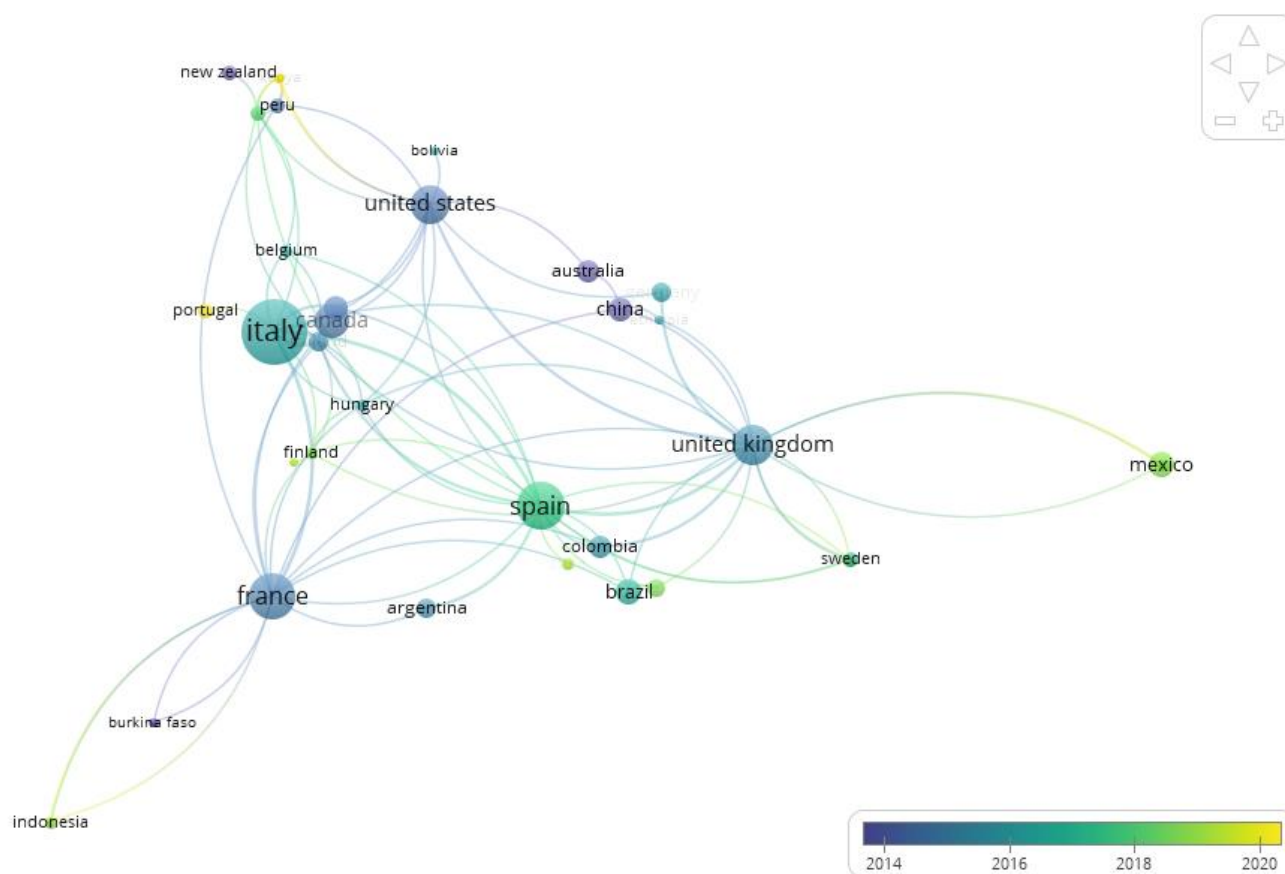 new zealand
peru
bolivia
united states
belgium
australia
germany
china
portugal
canada
italy
hungary
united kingdom
finland
mexico
spain
colombia
sweden
brazil
france
argentina
burkina faso
indonesia
2014
2016
2018
2020